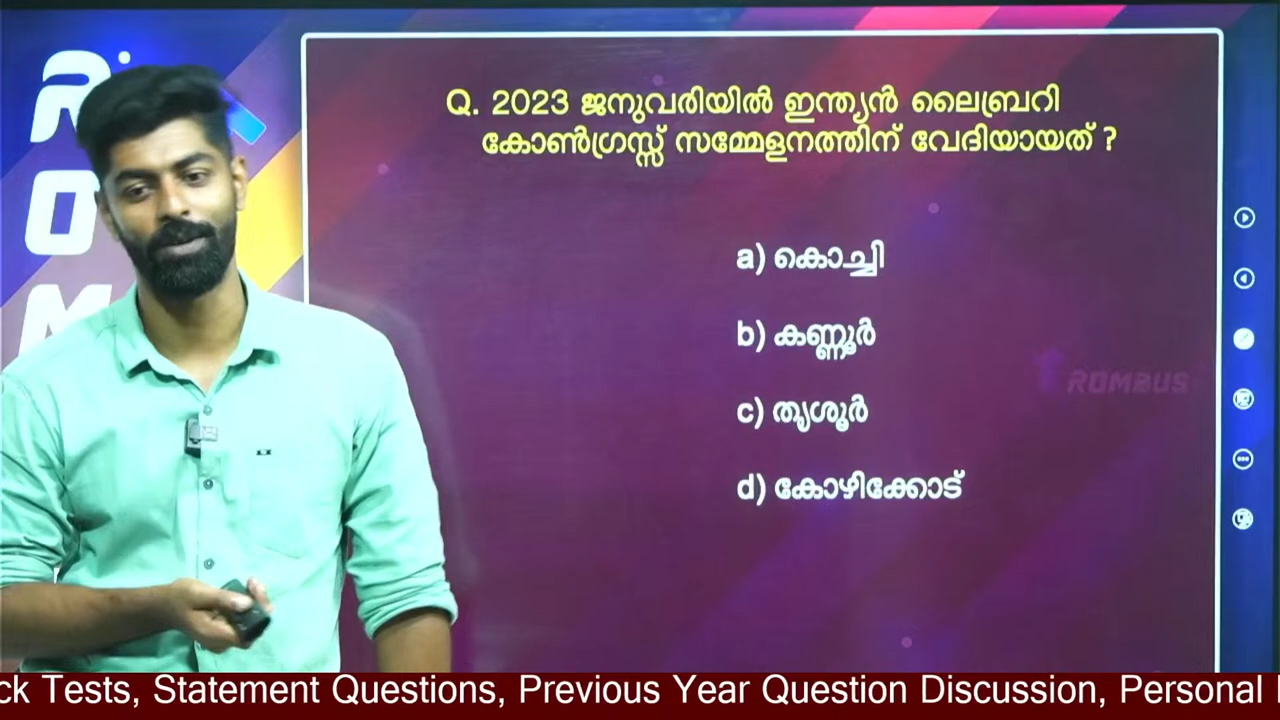 R
O
M
Q. 2023 ജനുവരിയിൽ ഇന്ത്യൻ ലൈബ്രറി
കോൺഗ്രസ്സ് സമ്മേളനത്തിന് വേദിയായത് ?
a) കൊച്ചി
b) കണ്ണൂർ
ROMBUS
c) തൃശൂർ
d) കോഴിക്കോട്
ck Tests, Statement Questions, Previous Year Question Discussion, Personal